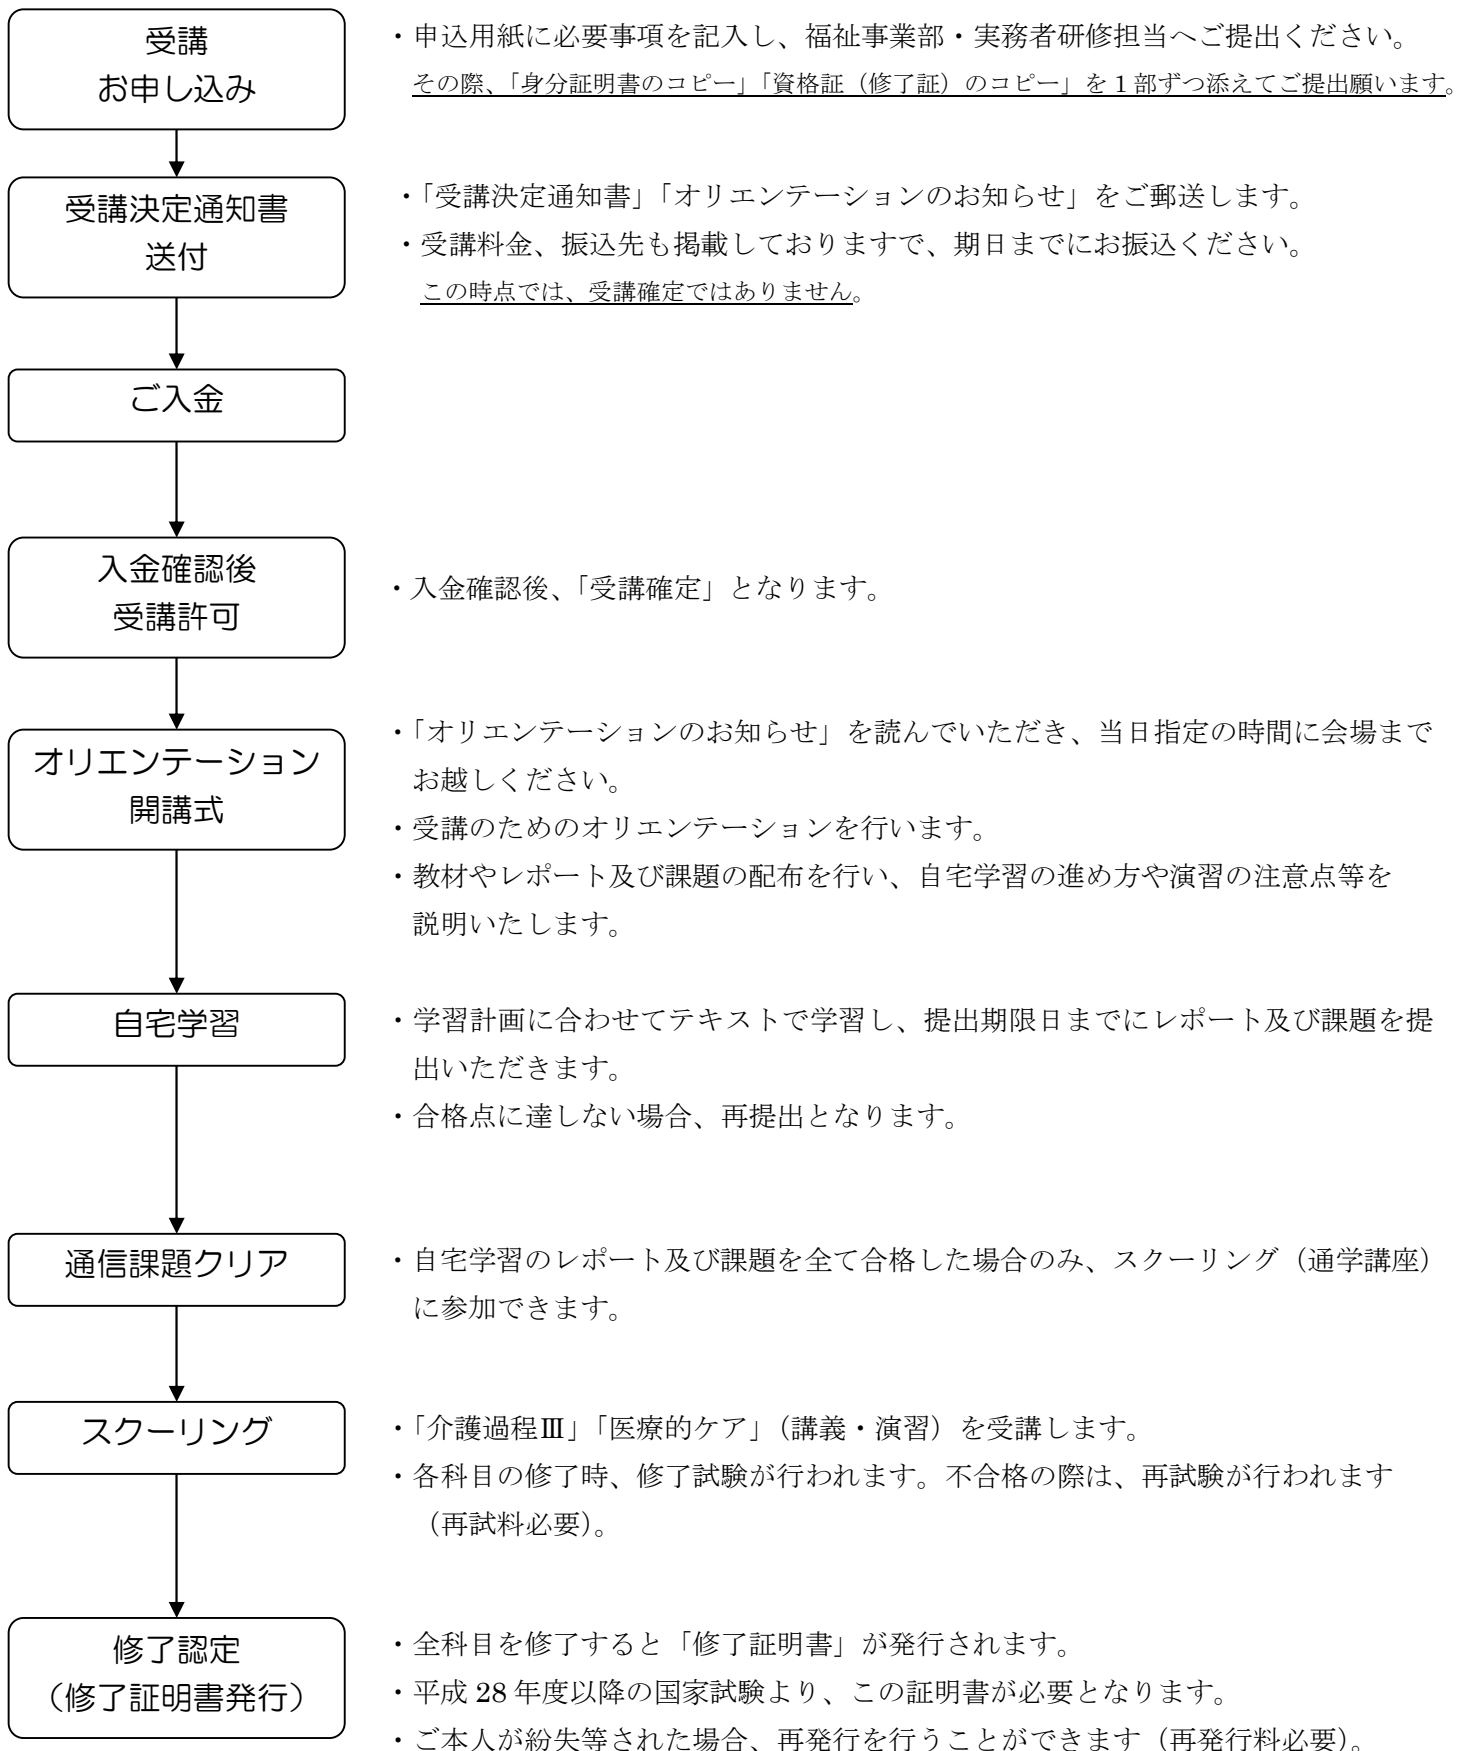 受講
お申し込み
・申込用紙に必要事項を記入し、福祉事業部・実務者研修担当へご提出ください。
その際、「身分証明書のコピー」「資格証（修了証）のコピー」を1部ずつ添えてご提出願います。
受講決定通知書
送付
・「受講決定通知書」「オリエンテーションのお知らせ」をご郵送します。
・受講料金、振込先も掲載しておりますで、期日までにお振込ください。
この時点では、受講確定ではありません。
ご入金
入金確認後
受講許可
・入金確認後、「受講確定」となります。
オリエンテーション
開講式
・「オリエンテーションのお知らせ」を読んでいただき、当日指定の時間に会場まで
お越しください。
・受講のためのオリエンテーションを行います。
・教材やレポート及び課題の配布を行い、自宅学習の進め方や演習の注意点等を
説明いたします。
自宅学習
・学習計画に合わせてテキストで学習し、提出期限日までにレポート及び課題を提
出いただきます。
・合格点に達しない場合、再提出となります。
通信課題クリア
・自宅学習のレポート及び課題を全て合格した場合のみ、スクーリング（通学講座）
に参加できます。
スクーリング
・「介護過程Ⅲ」「医療的ケア」（講義・演習）を受講します。
・各科目の修了時、修了試験が行われます。不合格の際は、再試験が行われます
（再試料必要）。
修了認定
（修了証明書発行）
・全科目を修了すると「修了証明書」が発行されます。
・平成28年度以降の国家試験より、この証明書が必要となります。
・ご本人が紛失等された場合、再発行を行うことができます（再発行料必要）。